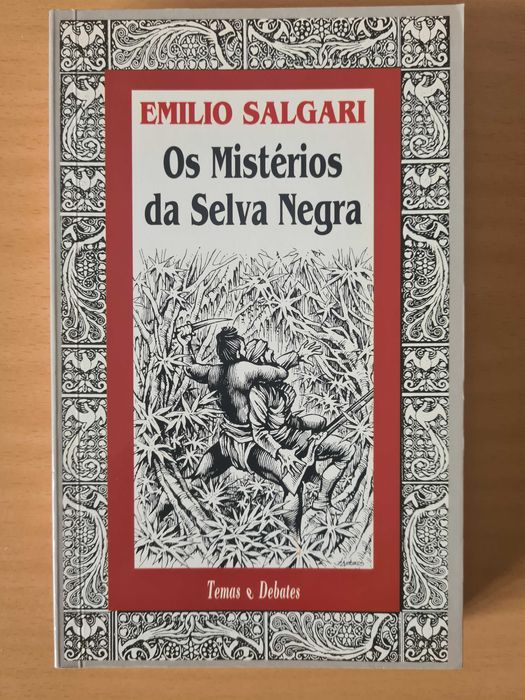 EMILIO SALGARI
Os Mistérios
da Selva Negra
Temas e Debates